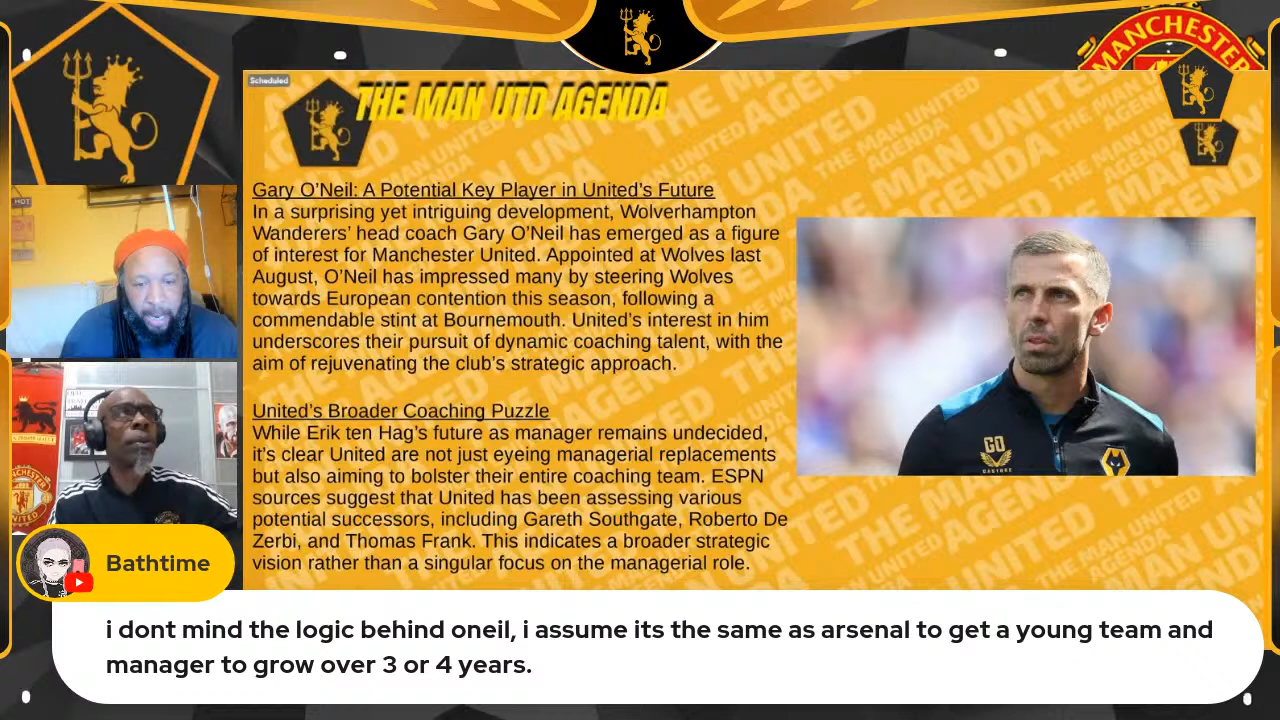 MANCHESTER
Scheduled
THE MAN UTD AGENDA
Gary O'Neil: A Potential Key Player in United's Future
In a surprising yet intriguing development, Wolverhampton
Wanderers' head coach Gary O'Neil has emerged as a figure
of interest for Manchester United. Appointed at Wolves last
August, O'Neil has impressed many by steering Wolves
towards European contention this season, following a
commendable stint at Bournemouth. United's interest in him
underscores their pursuit of dynamic coaching talent, with the
aim of rejuvenating the club's strategic approach.
United's Broader Coaching Puzzle
While Erik ten Hag's future as manager remains undecided,
it's clear United are not just eyeing managerial replacements
but also aiming to bolster their entire coaching team. ESPN
sources suggest that United has been assessing various
potential successors, including Gareth Southgate, Roberto De
Zerbi, and Thomas Frank. This indicates a broader strategic
vision rather than a singular focus on the managerial role.
GO
Bathtime
i dont mind the logic behind oneil, i assume its the same as arsenal to get a young team and
manager to grow over 3 or 4 years.